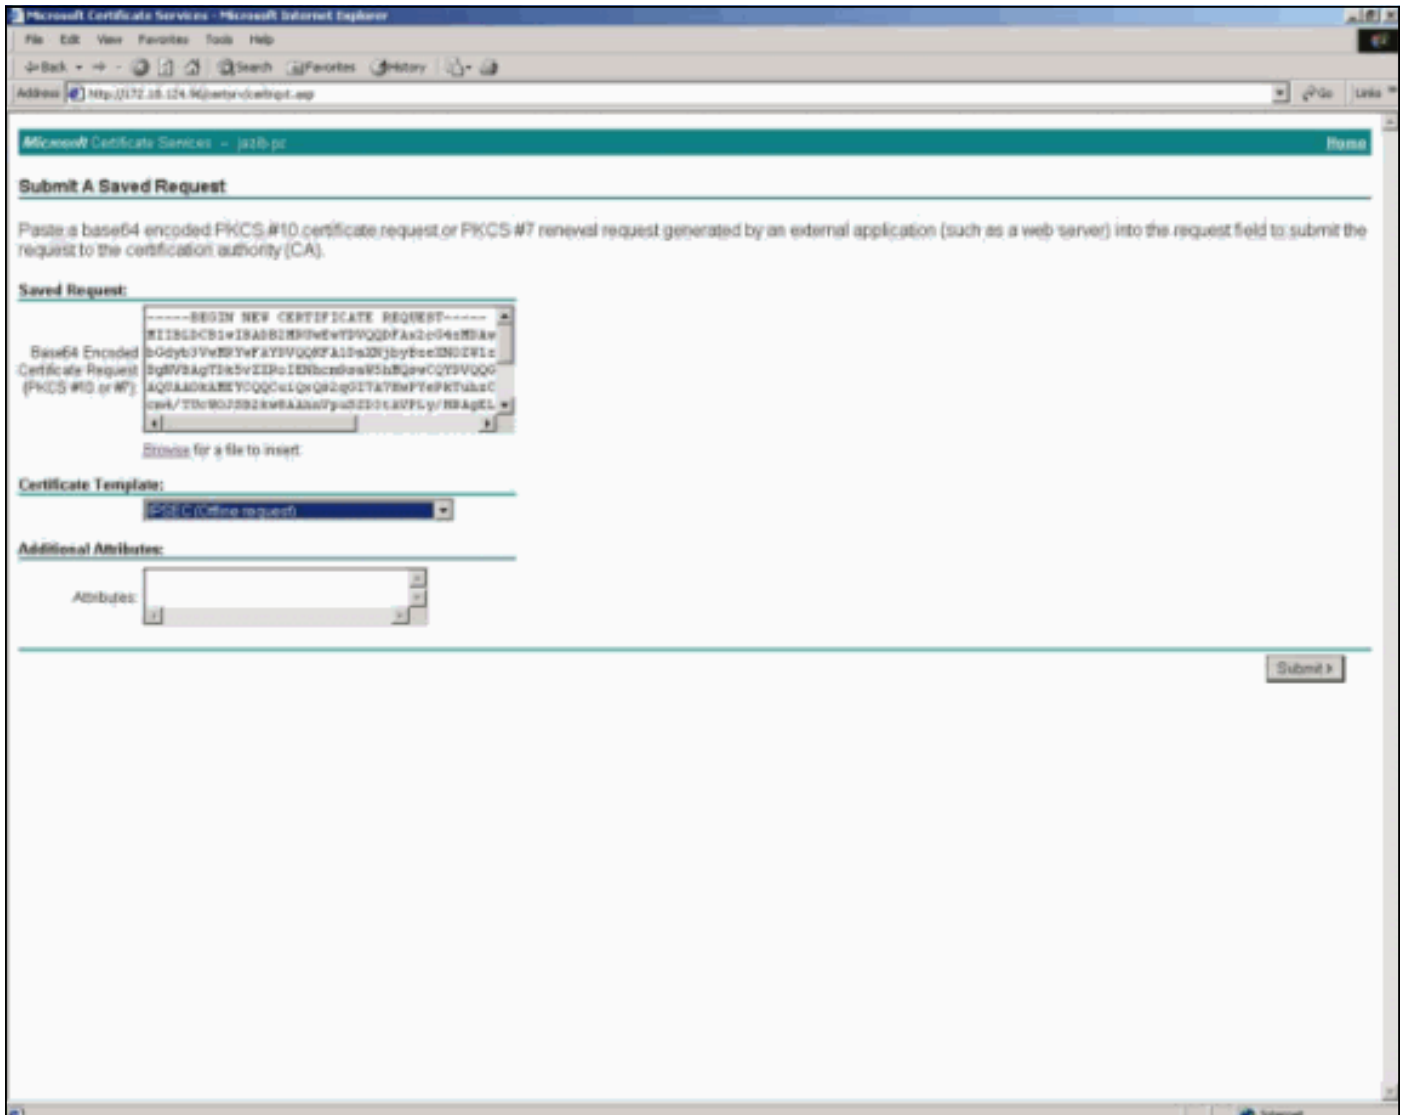 Microsoft Certificate Services - Microsoft Internet Explorer
File Edit View Favorites Tools Help
Back Search Favorites History
Address Go Links
Microsoft Certificate Services -- jazib-pc Home
Submit A Saved Request
Paste a base64 encoded PKCS #10 certificate request or PKCS #7 renewal request generated by an external application (such as a web server) into the request field to submit the
request to the certification authority (CA).
Saved Request:
-----BEGIN NEW CERTIFICATE REQUEST-----
Base64 Encoded
Certificate Request
(PKCS #10 or #7):
Browse for a file to insert.
Certificate Template:
IPSEC (Offline request)
Additional Attributes:
Attributes:
Submit >
Internet